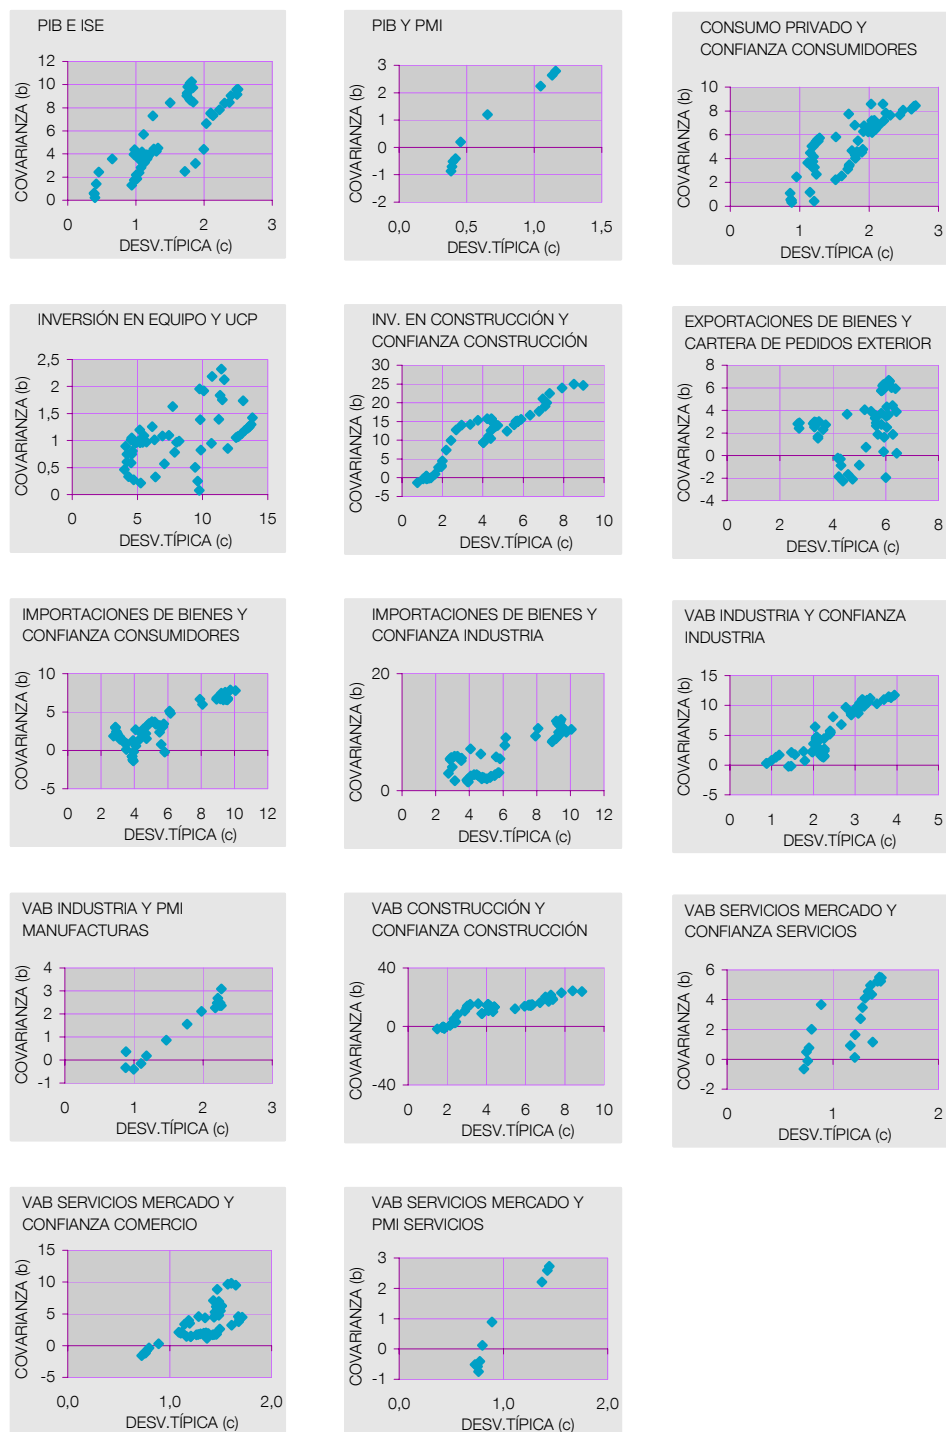 PIB E ISE
COVARIANZA (b)
12
10
8
6
4
2
0
0 1 2 3
DESV.TÍPICA (c)
PIB Y PMI
COVARIANZA (b)
3
2
1
0
-1
-2
0,0 0,5 1,0 1,5
DESV.TÍPICA (c)
CONSUMO PRIVADO Y
CONFIANZA CONSUMIDORES
COVARIANZA (b)
10
8
6
4
2
0
0 1 2 3
DESV.TÍPICA (c)
INVERSIÓN EN EQUIPO Y UCP
COVARIANZA (b)
2,5
2
1,5
1
0,5
0
0 5 10 15
DESV.TÍPICA (c)
INV. EN CONSTRUCCIÓN Y
CONFIANZA CONSTRUCCIÓN
COVARIANZA (b)
30
25
20
15
10
5
0
-5
0 2 4 6 8 10
DESV.TÍPICA (c)
EXPORTACIONES DE BIENES Y
CARTERA DE PEDIDOS EXTERIOR
COVARIANZA (b)
8
6
4
2
0
-2
-4
0 2 4 6 8
DESV.TÍPICA (c)
IMPORTACIONES DE BIENES Y
CONFIANZA CONSUMIDORES
COVARIANZA (b)
10
5
0
-5
0 2 4 6 8 10 12
DESV.TÍPICA (c)
IMPORTACIONES DE BIENES Y
CONFIANZA INDUSTRIA
COVARIANZA (b)
20
0
0 2 4 6 8 10 12
DESV.TÍPICA (c)
VAB INDUSTRIA Y CONFIANZA
INDUSTRIA
COVARIANZA (b)
15
10
5
0
-5
0 1 2 3 4 5
DESV.TÍPICA (c)
VAB INDUSTRIA Y PMI
MANUFACTURAS
COVARIANZA (b)
4
3
2
1
0
-1
0 1 2 3
DESV.TÍPICA (c)
VAB CONSTRUCCIÓN Y
CONFIANZA CONSTRUCCIÓN
COVARIANZA (b)
40
0
-40
0 2 4 6 8 10
DESV.TÍPICA (c)
VAB SERVICIOS MERCADO Y
CONFIANZA SERVICIOS
COVARIANZA (b)
6
4
2
0
-2
0 1 2
DESV.TÍPICA (c)
VAB SERVICIOS MERCADO Y
CONFIANZA COMERCIO
COVARIANZA (b)
15
10
5
0
-5
0,0 1,0 2,0
DESV.TÍPICA (c)
VAB SERVICIOS MERCADO Y
PMI SERVICIOS
COVARIANZA (b)
3
2
1
0
-1
0,0 1,0 2,0
DESV.TÍPICA (c)